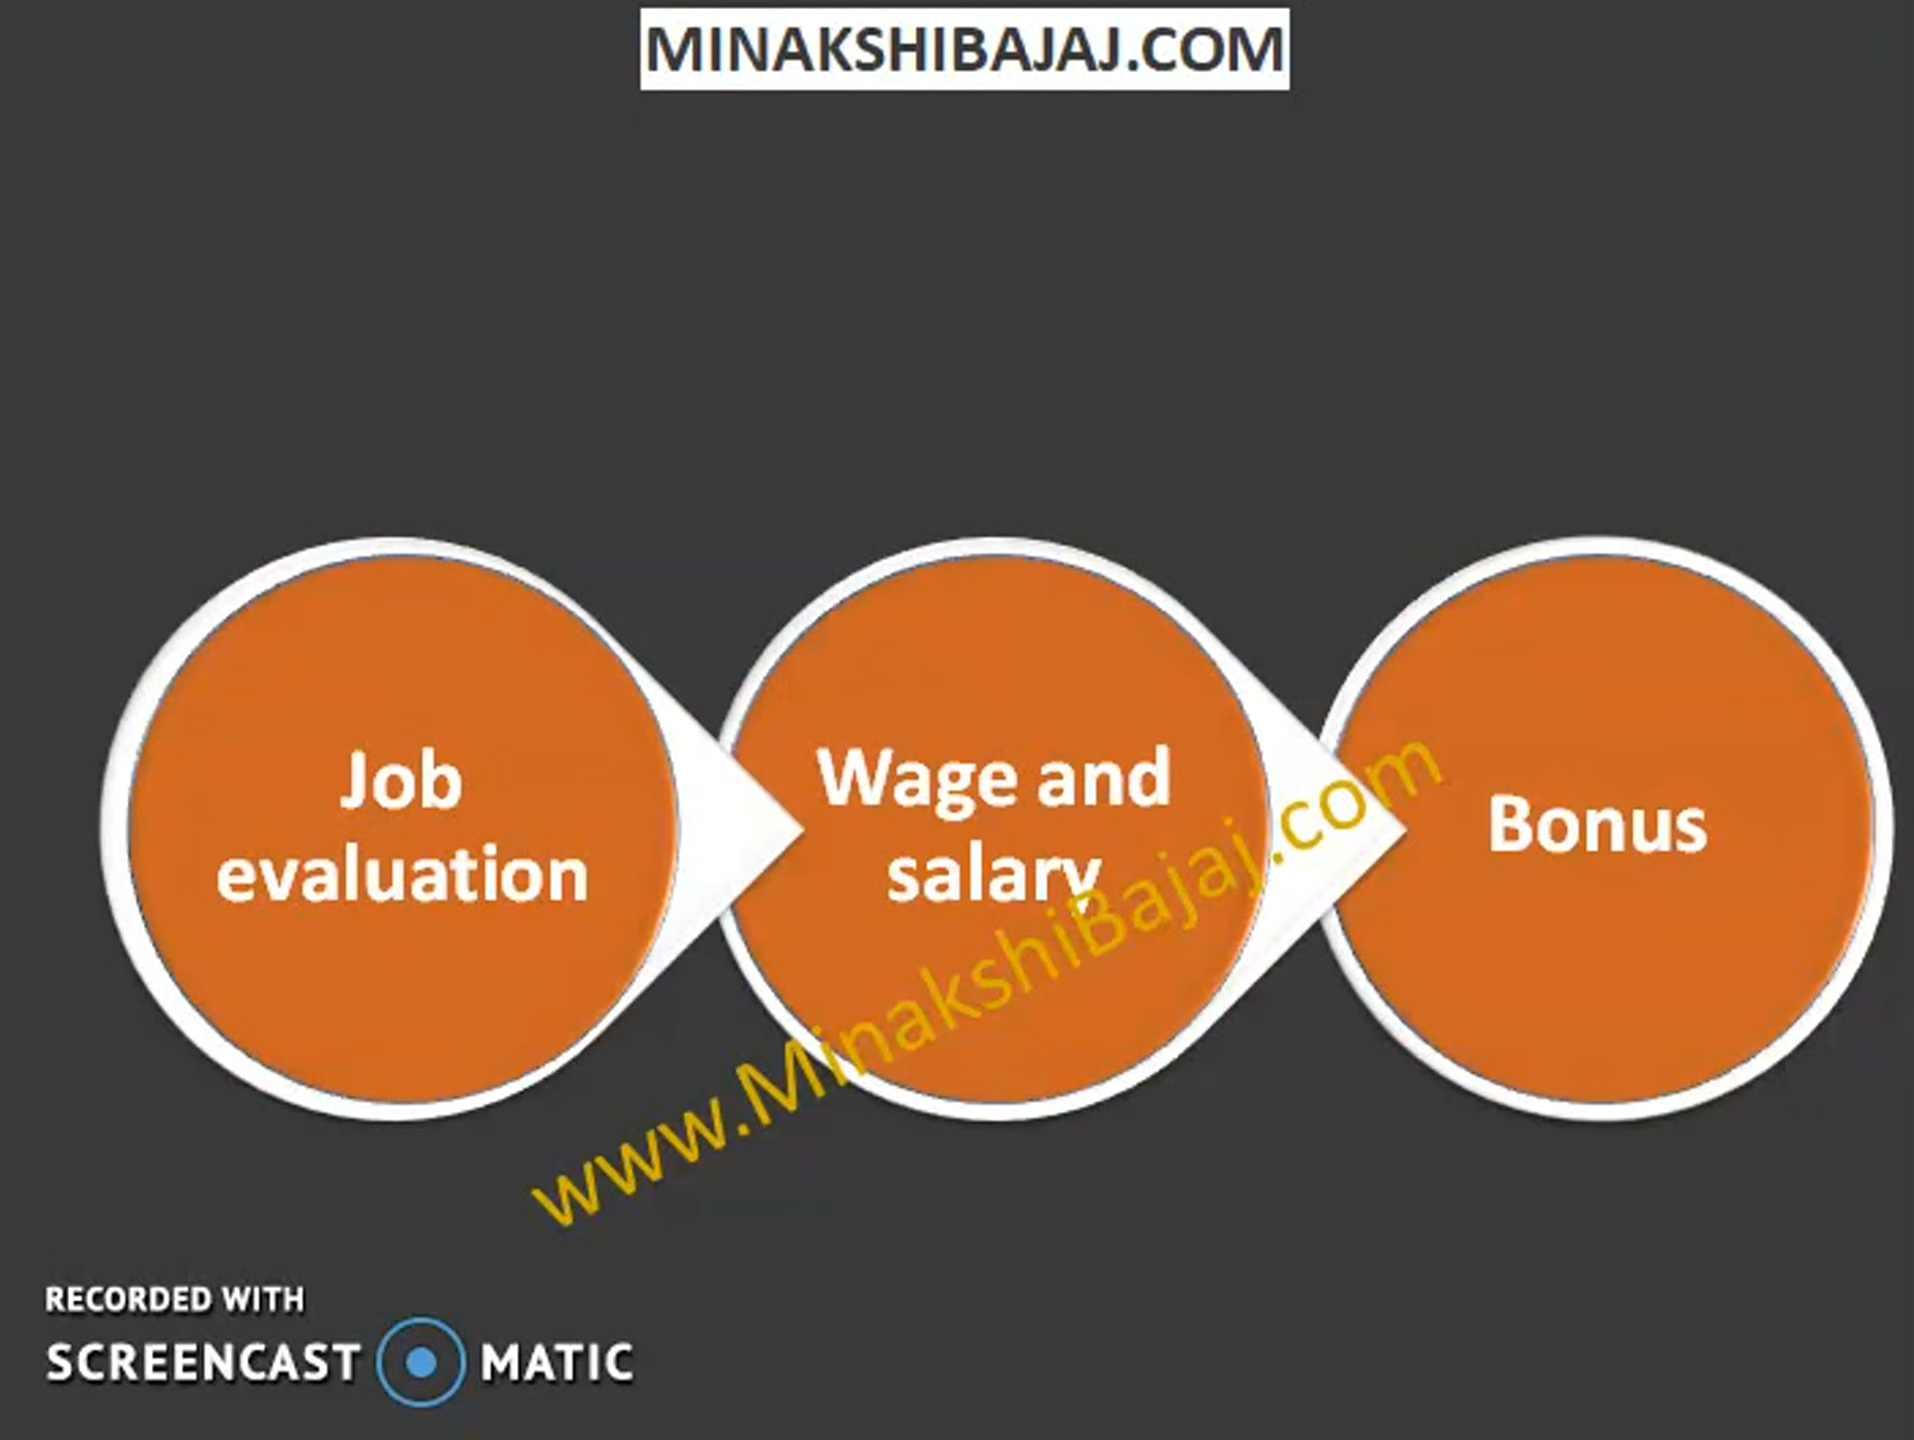 MINAKSHIBAJAJ.COM
Job
evaluation
Wage and
salary
Bonus
www.MinakshiBajaj.com
RECORDED WITH
SCREENCAST MATIC